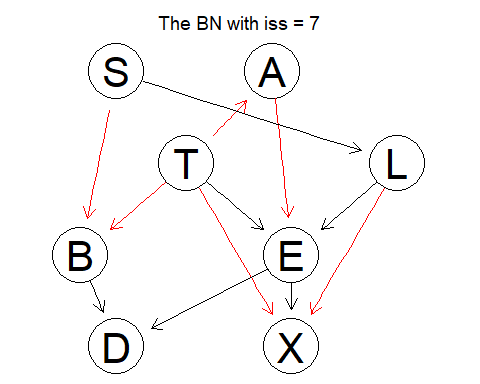 The BN with iss = 7
S A
T L
B E
D X